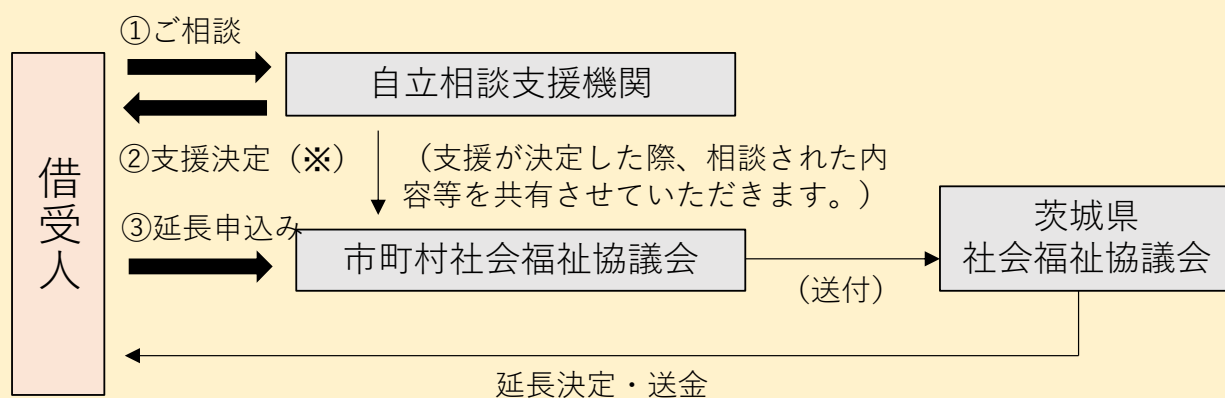 ①ご相談
自立相談支援機関
借受人
②支援決定（※）
（支援が決定した際、相談された内
容等を共有させていただきます。）
③延長申込み
市町村社会福祉協議会
茨城県
社会福祉協議会
（送付）
延長決定・送金